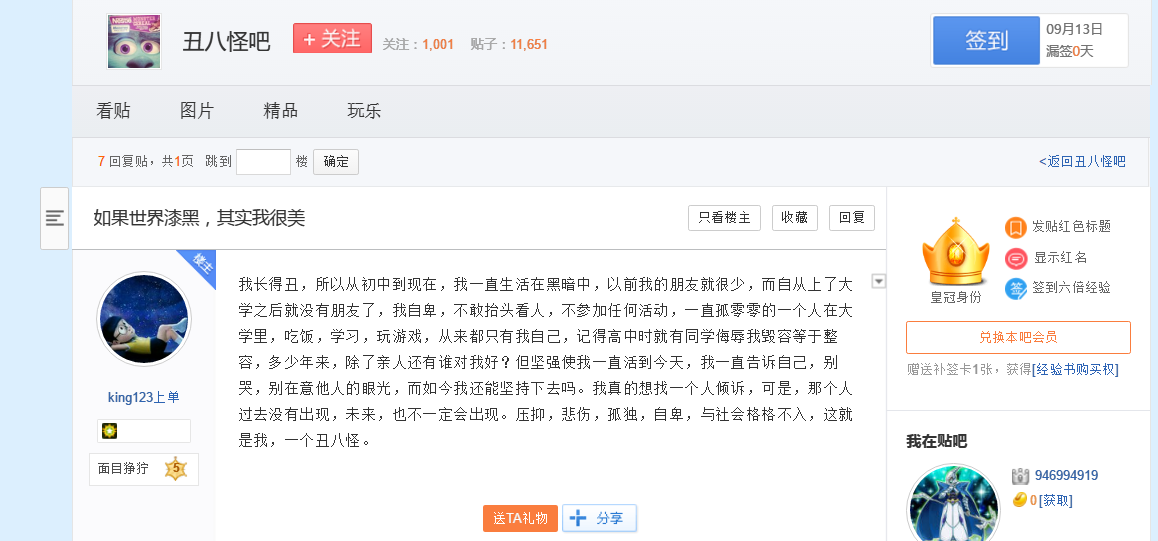 丑八怪吧
+ 关注
关注：1,001 贴子：11,651
签到
09月13日
漏签0天
看贴 图片 精品 玩乐
7 回复贴，共1页 跳到 楼 确定
<返回丑八怪吧
如果世界漆黑，其实我很美
只看楼主 收藏 回复
楼主
king123上单
5
面目狰狞
我长得丑，所以从初中到现在，我一直生活在黑暗中，以前我的朋友就很少，而自从上了大
学之后就没有朋友了，我自卑，不敢抬头看人，不参加任何活动，一直孤零零的一个人在大
学里，吃饭，学习，玩游戏，从来都只有我自己，记得高中时就有同学侮辱我毁容等于整
容，多少年来，除了亲人还有谁对我好？但坚强使我一直活到今天，我一直告诉自己，别
哭，别在意他人的眼光，而如今我还能坚持下去吗。我真的想找一个人倾诉，可是，那个人
过去没有出现，未来，也不一定会出现。压抑，悲伤，孤独，自卑，与社会格格不入，这就
是我，一个丑八怪。
送TA礼物
分享
皇冠身份
发贴红色标题
显示红名
签到六倍经验
兑换本吧会员
赠送补签卡1张，获得[经验书购买权]
我在贴吧
946994919
0[获取]